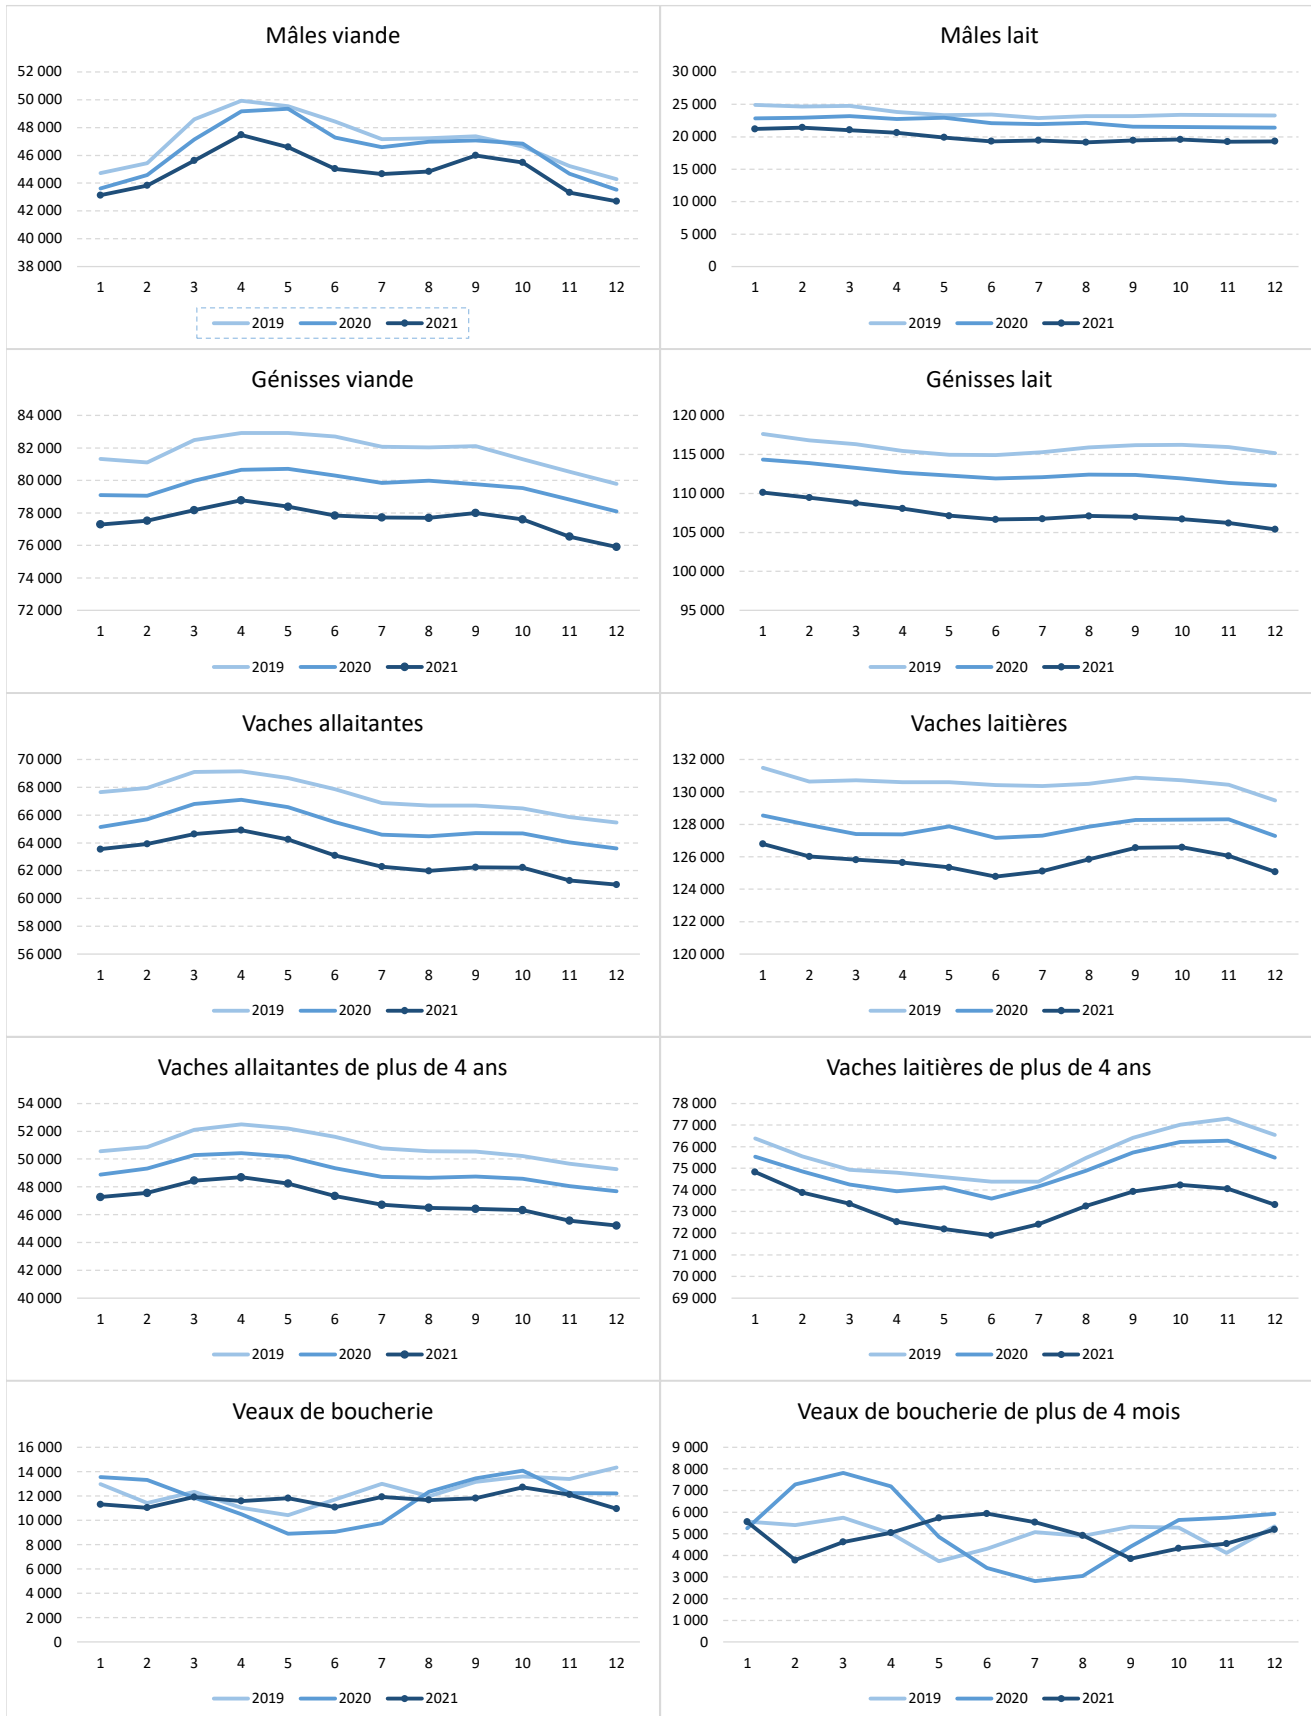 Mâles viande
52 000
50 000
48 000
46 000
44 000
42 000
40 000
38 000
1 2 3 4 5 6 7 8 9 10 11 12
2019 2020 2021
Mâles lait
30 000
25 000
20 000
15 000
10 000
5 000
0
1 2 3 4 5 6 7 8 9 10 11 12
2019 2020 2021
Génisses viande
84 000
82 000
80 000
78 000
76 000
74 000
72 000
1 2 3 4 5 6 7 8 9 10 11 12
2019 2020 2021
Génisses lait
120 000
115 000
110 000
105 000
100 000
95 000
1 2 3 4 5 6 7 8 9 10 11 12
2019 2020 2021
Vaches allaitantes
70 000
68 000
66 000
64 000
62 000
60 000
58 000
56 000
1 2 3 4 5 6 7 8 9 10 11 12
2019 2020 2021
Vaches laitières
132 000
130 000
128 000
126 000
124 000
122 000
120 000
1 2 3 4 5 6 7 8 9 10 11 12
2019 2020 2021
Vaches allaitantes de plus de 4 ans
54 000
52 000
50 000
48 000
46 000
44 000
42 000
40 000
1 2 3 4 5 6 7 8 9 10 11 12
2019 2020 2021
Vaches laitières de plus de 4 ans
78 000
77 000
76 000
75 000
74 000
73 000
72 000
71 000
70 000
69 000
1 2 3 4 5 6 7 8 9 10 11 12
2019 2020 2021
Veaux de boucherie
16 000
14 000
12 000
10 000
8 000
6 000
4 000
2 000
0
1 2 3 4 5 6 7 8 9 10 11 12
2019 2020 2021
Veaux de boucherie de plus de 4 mois
9 000
8 000
7 000
6 000
5 000
4 000
3 000
2 000
1 000
0
1 2 3 4 5 6 7 8 9 10 11 12
2019 2020 2021